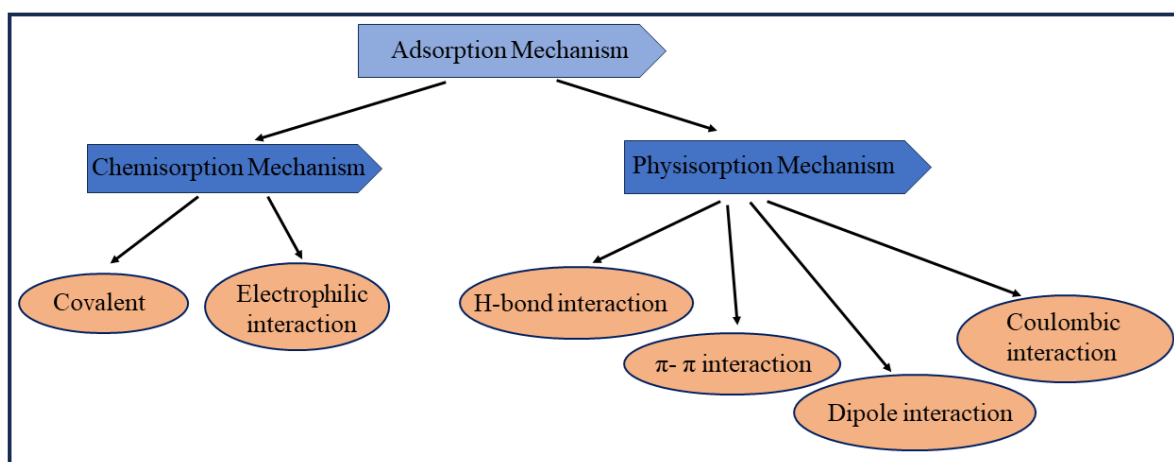 Adsorption Mechanism
Chemisorption Mechanism
Physisorption Mechanism
Covalent
Electrophilic
interaction
H-bond interaction
π- π interaction
Dipole interaction
Coulombic
interaction